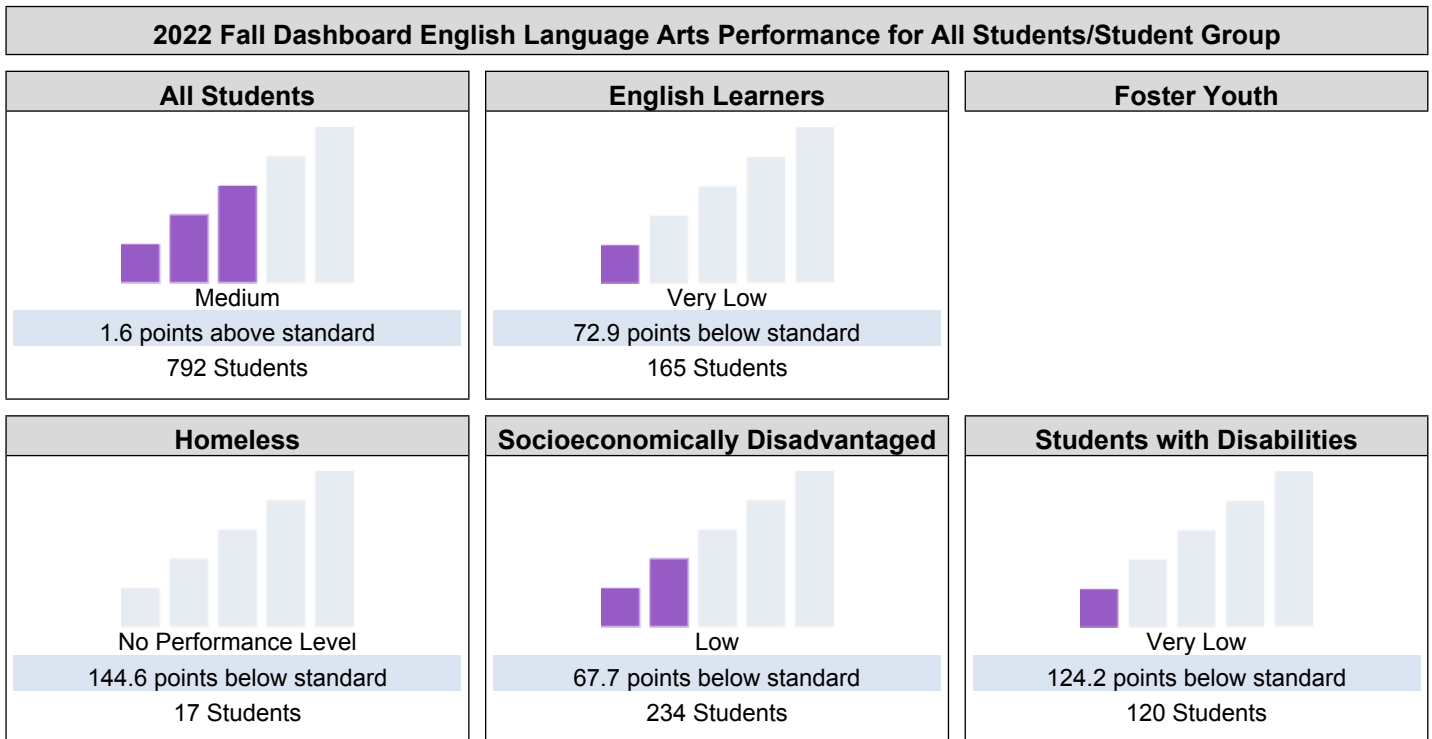 2022 Fall Dashboard English Language Arts Performance for All Students/Student Group
All Students
Medium
1.6 points above standard
792 Students
English Learners
Very Low
72.9 points below standard
165 Students
Foster Youth
Homeless
No Performance Level
144.6 points below standard
17 Students
Socioeconomically Disadvantaged
Low
67.7 points below standard
234 Students
Students with Disabilities
Very Low
124.2 points below standard
120 Students